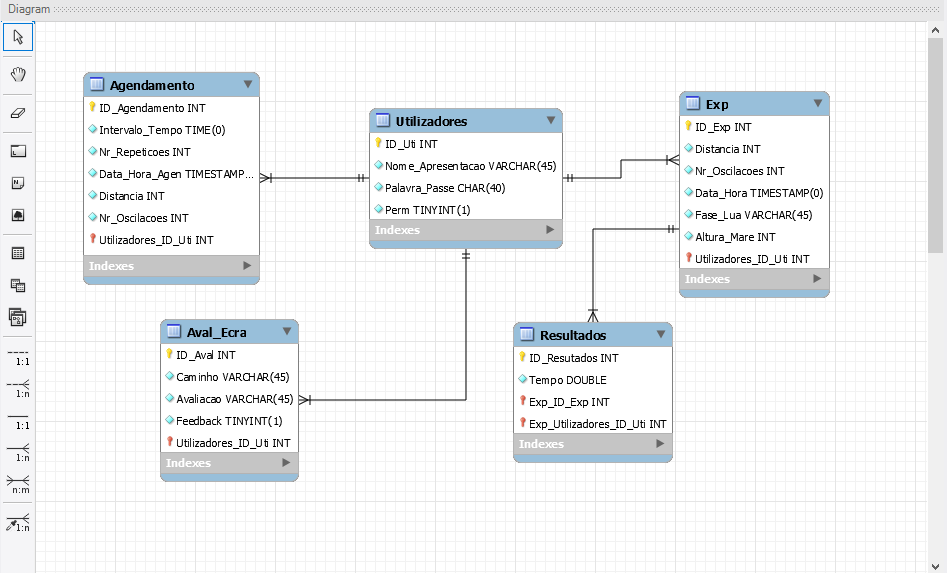 Diagram
Agendamento
ID_Agendamento INT
Intervalo_Tempo TIME(0)
Nr_Repeticoes INT
Data_Hora_Agen TIMESTAMP...
Distancia INT
Nr_Oscilacoes INT
Utilizadores_ID_Uti INT
Indexes
Utilizadores
ID_Uti INT
Nome_Apresentacao VARCHAR(45)
Palavra_Passe CHAR(40)
Perm TINYINT(1)
Indexes
Exp
ID_Exp INT
Distancia INT
Nr_Oscilacoes INT
Data_Hora TIMESTAMP(0)
Fase_Lua VARCHAR(45)
Altura_Mare INT
Utilizadores_ID_Uti INT
Indexes
Aval_Ecra
ID_Aval INT
Caminho VARCHAR(45)
Avaliacao VARCHAR(45)
Feedback TINYINT(1)
Utilizadores_ID_Uti INT
Indexes
Resultados
ID_Resutados INT
Tempo DOUBLE
Exp_ID_Exp INT
Exp_Utilizadores_ID_Uti INT
Indexes
1:1
1:n
1:1
1:n
n:m
1:n